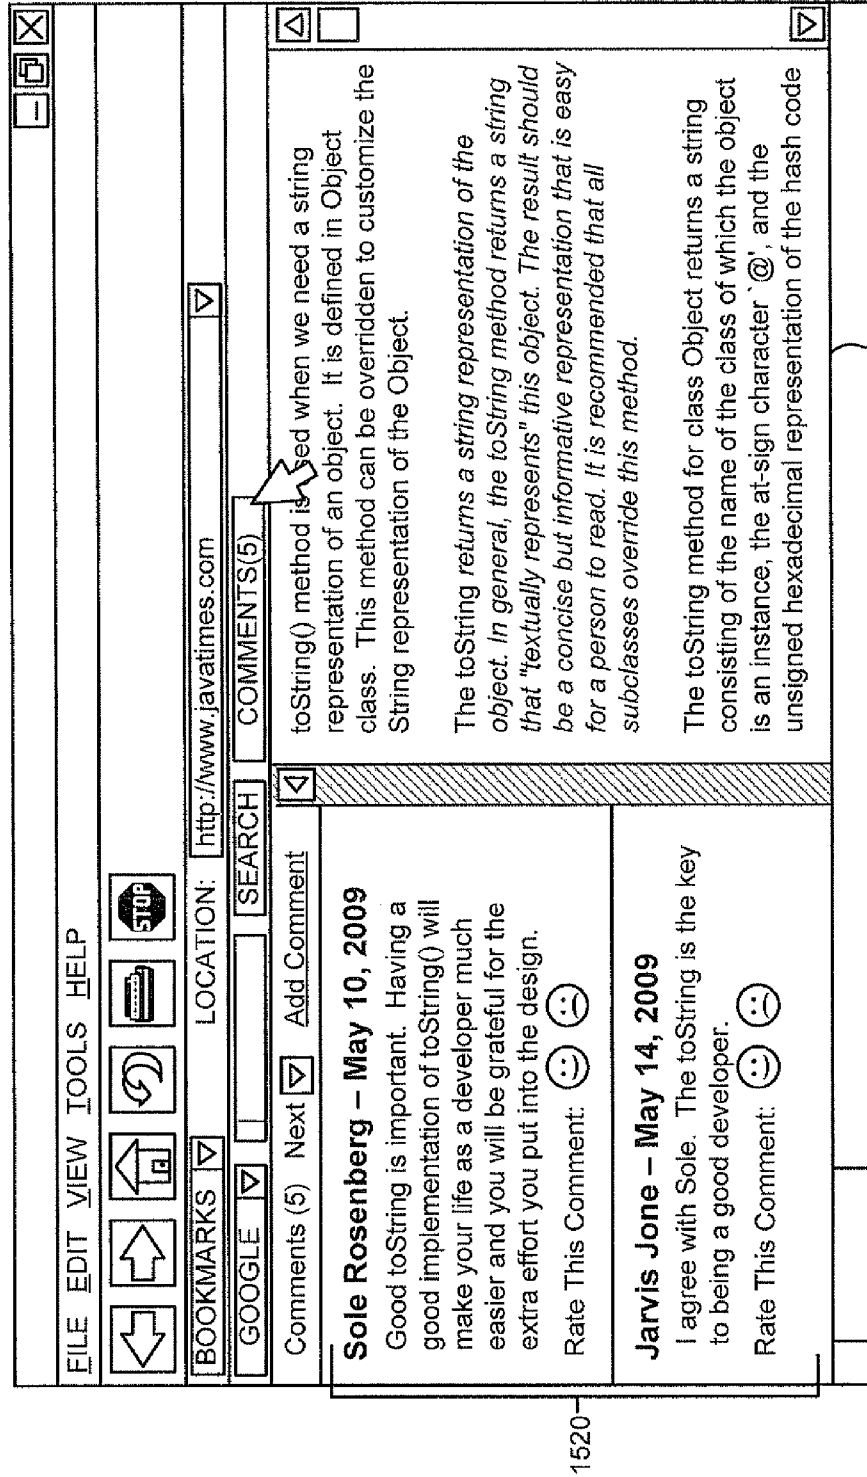 FILE EDIT VIEW TOOLS HELP
STOP
BOOKMARKS LOCATION: http://www.javatimes.com
GOOGLE SEARCH COMMENTS(5)
Comments (5) Next Add Comment
Sole Rosenberg – May 10, 2009
Good toString is important. Having a
good implementation of toString() will
make your life as a developer much
easier and you will be grateful for the
extra effort you put into the design.
Rate This Comment:
Jarvis Jone – May 14, 2009
I agree with Sole. The toString is the key
to being a good developer.
Rate This Comment:
1520
toString() method is used when we need a string
representation of an object. It is defined in Object
class. This method can be overridden to customize the
String representation of the Object.
The toString returns a string representation of the
object. In general, the toString method returns a string
that "textually represents" this object. The result should
be a concise but informative representation that is easy
for a person to read. It is recommended that all
subclasses override this method.
The toString method for class Object returns a string
consisting of the name of the class of which the object
is an instance, the at-sign character `@', and the
unsigned hexadecimal representation of the hash code